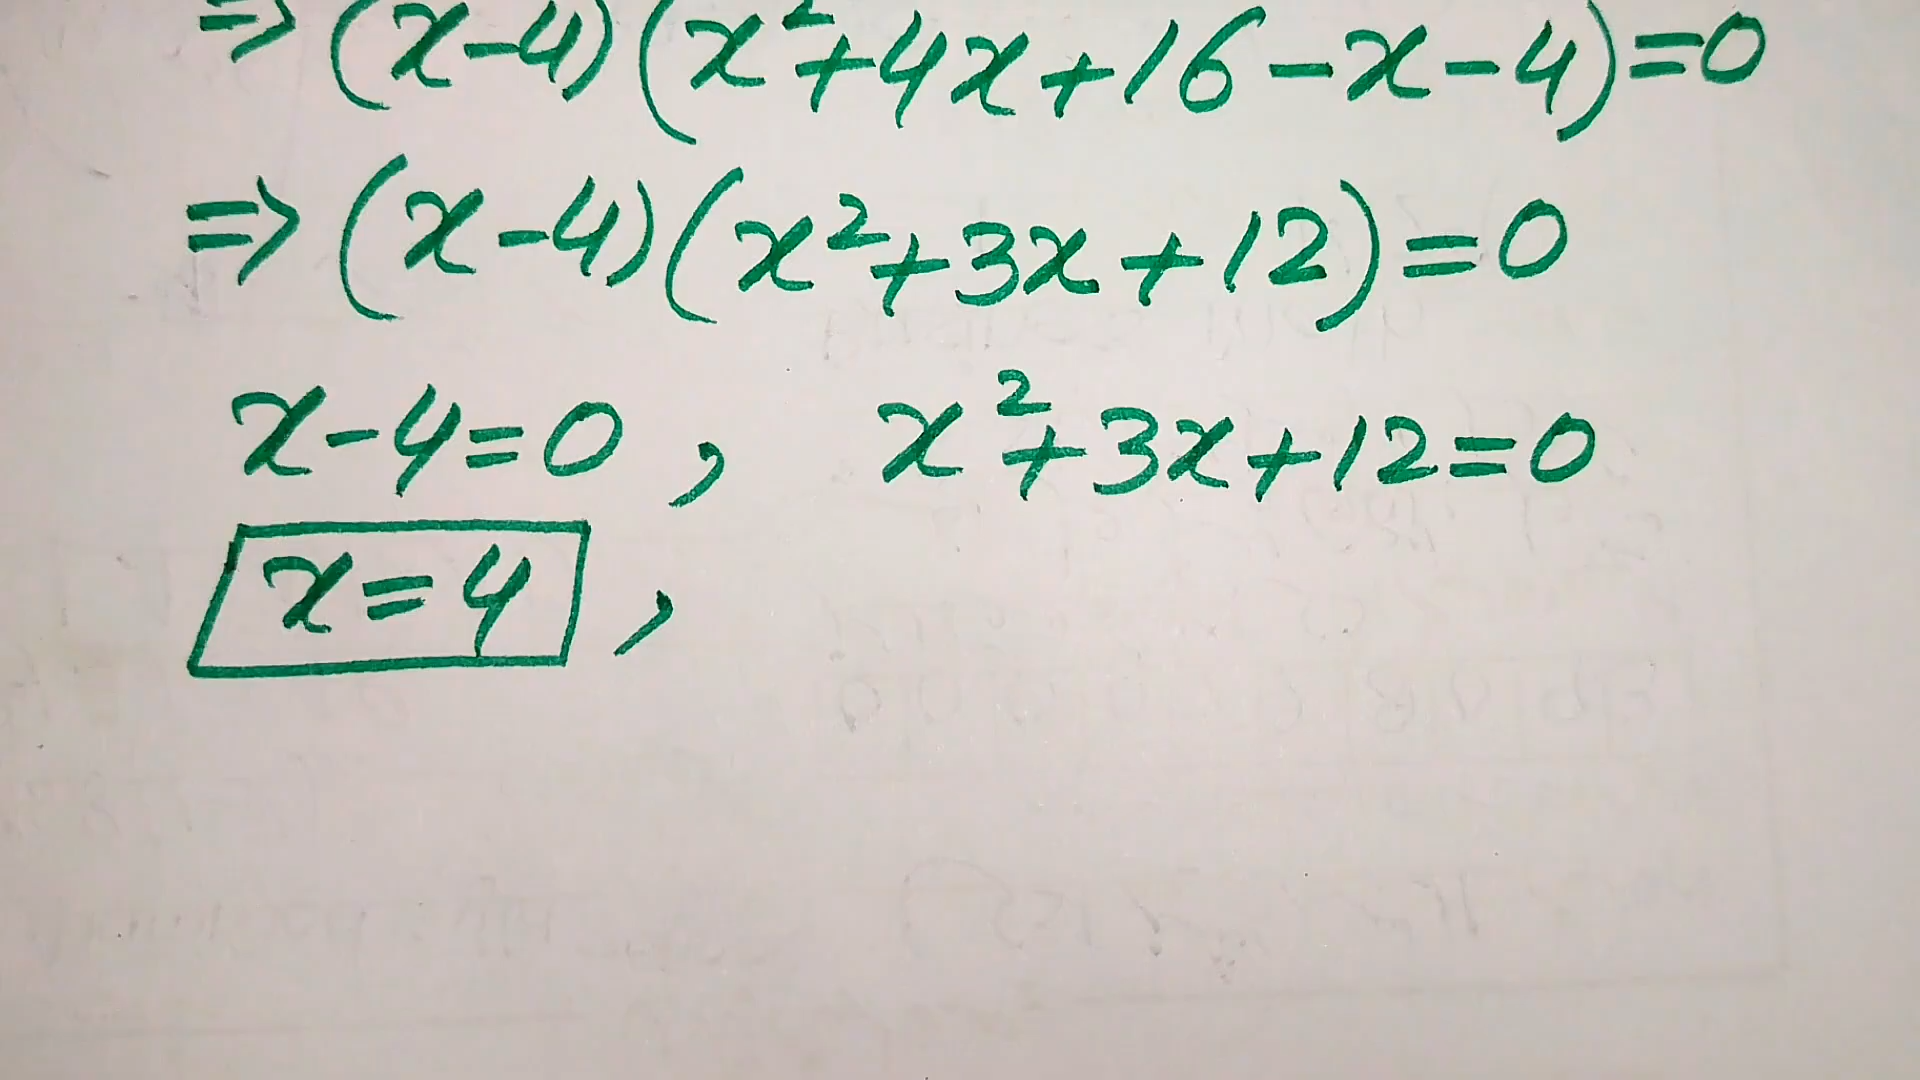 ⇒ (x-4)(x²+4x+16-x-4)=0
⇒ (x-4)(x²+3x+12)=0
x-4=0 , x²+3x+12=0
x=4 ,